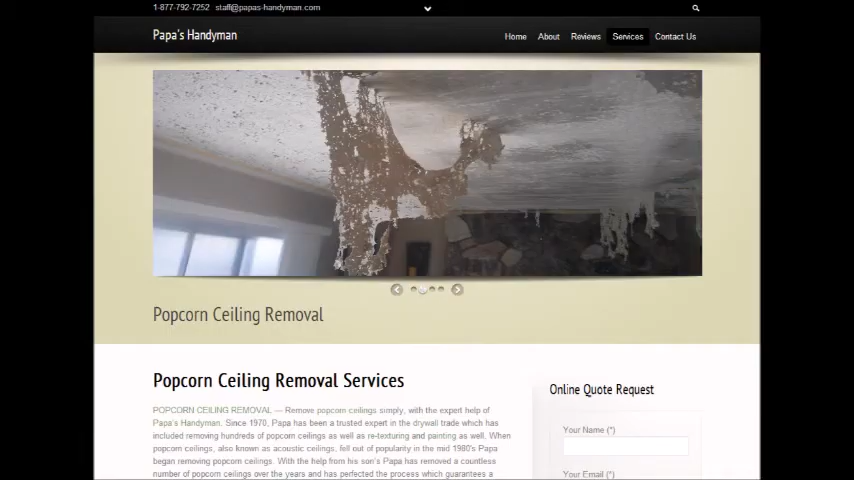 1-877-792-7252 staff@papas-handyman.com
Papa's Handyman
Home About Reviews Services Contact Us
Popcorn Ceiling Removal
Popcorn Ceiling Removal Services
POPCORN CEILING REMOVAL — Remove popcorn ceilings simply, with the expert help of
Papa's Handyman. Since 1970, Papa has been a trusted expert in the drywall trade which has
included removing hundreds of popcorn ceilings as well as re-texturing and painting as well. When
popcorn ceilings, also known as acoustic ceilings, fell out of popularity in the mid 1980's Papa
began removing popcorn ceilings. With the help from his son's Papa has removed a countless
number of popcorn ceilings over the years and has perfected the process which guarantees a
Online Quote Request
Your Name (*)
Your Email (*)